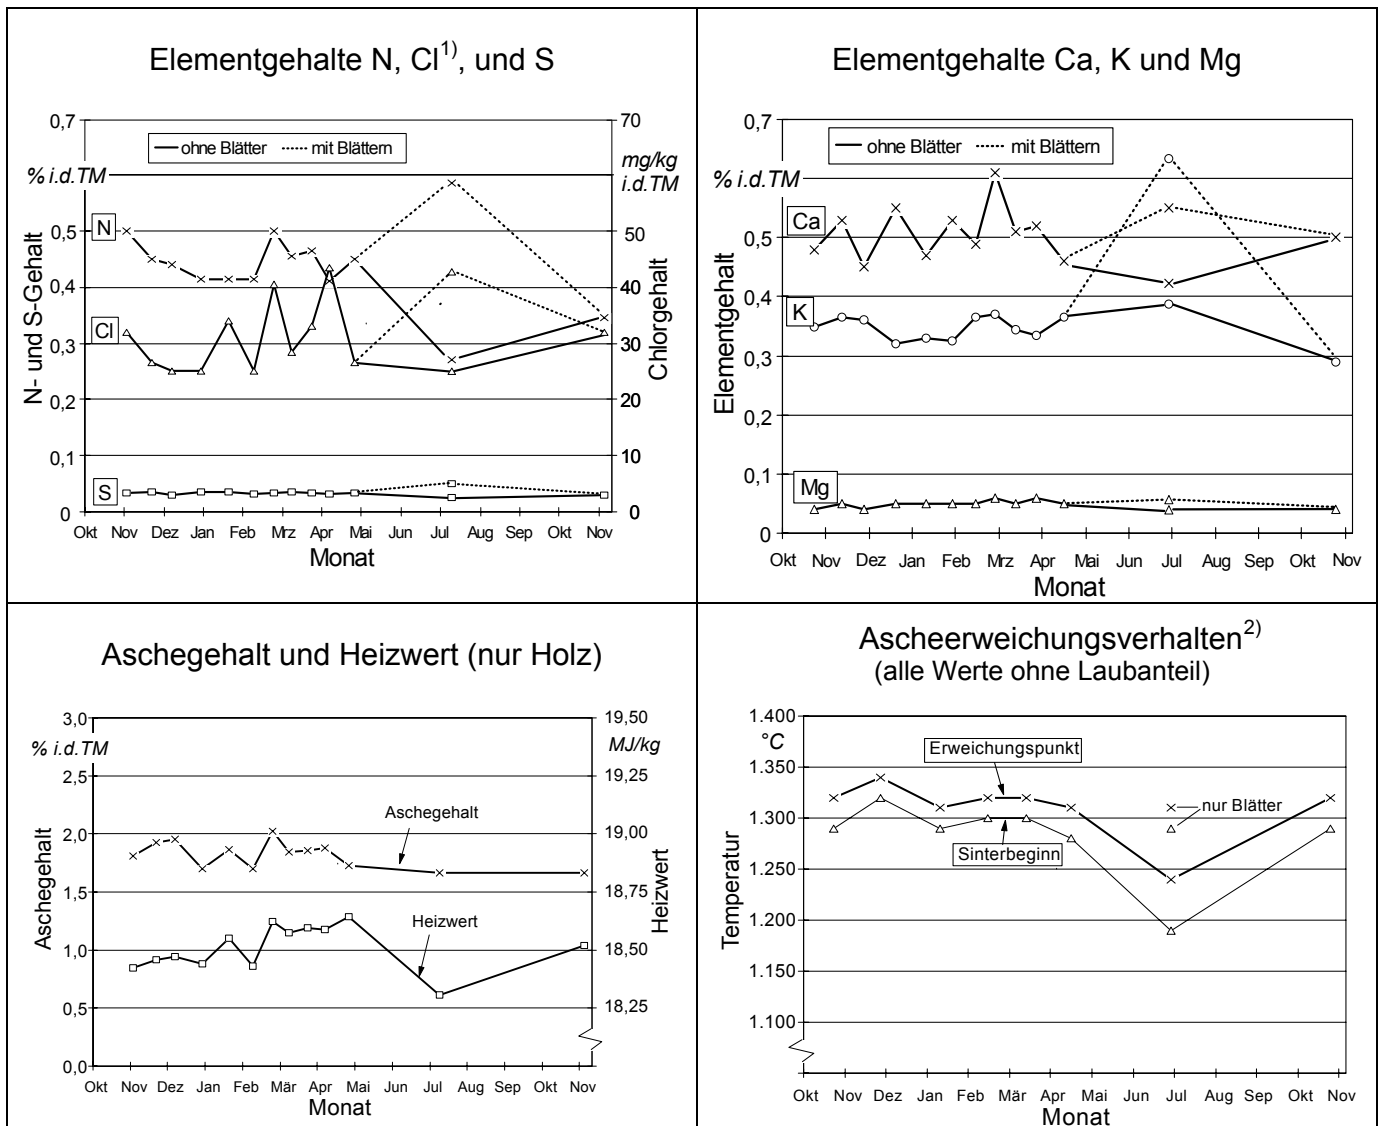 Elementgehalte N, Cl1), und S
0,7
70
ohne Blätter
mit Blättern
% i.d.TM
mg/kg
i.d.TM
N
0,5
50
0,4
40
Cl
0,3
30
0,2
20
0,1
10
S
0
0
N- und S-Gehalt
Chlorgehalt
Okt Nov Dez Jan Feb Mrz Apr Mai Jun Jul Aug Sep Nov
Monat
Elementgehalte Ca, K und Mg
0,7
ohne Blätter
mit Blättern
% i.d.TM
Ca
0,5
0,4
K
0,3
0,2
0,1
Mg
0
Elementgehalt
Okt Nov Dez Jan Feb Mrz Apr Mai Jun Jul Aug Sep Okt Nov
Monat
Aschegehalt und Heizwert (nur Holz)
3,0
19,50
% i.d.TM
MJ/kg
2,5
19,25
Aschegehalt
2,0
19,00
1,5
18,75
Heizwert
1,0
18,50
0,5
18,25
0,0
Aschegehalt
Heizwert
Okt Nov Dez Jan Feb Mär Apr Mai Jun Jul Aug Sep Okt Nov
Monat
Ascheerweichungsverhalten2)
(alle Werte ohne Laubanteil)
1.400
°C
Erweichungspunkt
1.350
nur Blätter
1.300
Sinterbeginn
1.250
1.200
1.150
1.100
Temperatur
Okt Nov Dez Jan Feb Mär Apr Mai Jun Jul Aug Sep Okt Nov
Monat